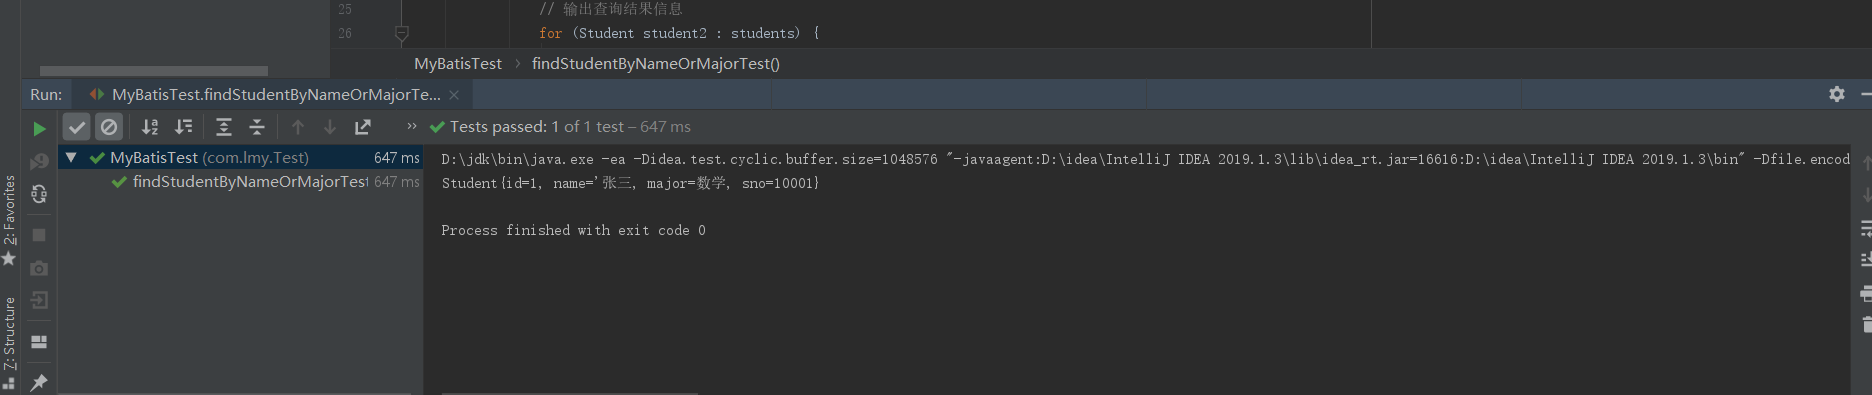 25 // 输出查询结果信息
26 for (Student student2 : students) {
MyBatisTest › findStudentByNameOrMajorTest()
Run: MyBatisTest.findStudentByNameOrMajorTe... ×
» Tests passed: 1 of 1 test – 647 ms
MyBatisTest (com.lmy.Test) 647 ms
findStudentByNameOrMajorTest 647 ms
D:\jdk\bin\java.exe -ea -Didea.test.cyclic.buffer.size=1048576 "-javaagent:D:\idea\IntelliJ IDEA 2019.1.3\lib\idea_rt.jar=16616:D:\idea\IntelliJ IDEA 2019.1.3\bin" -Dfile.encod
Student{id=1, name='张三, major=数学, sno=10001}
Process finished with exit code 0
2: Favorites
7: Structure